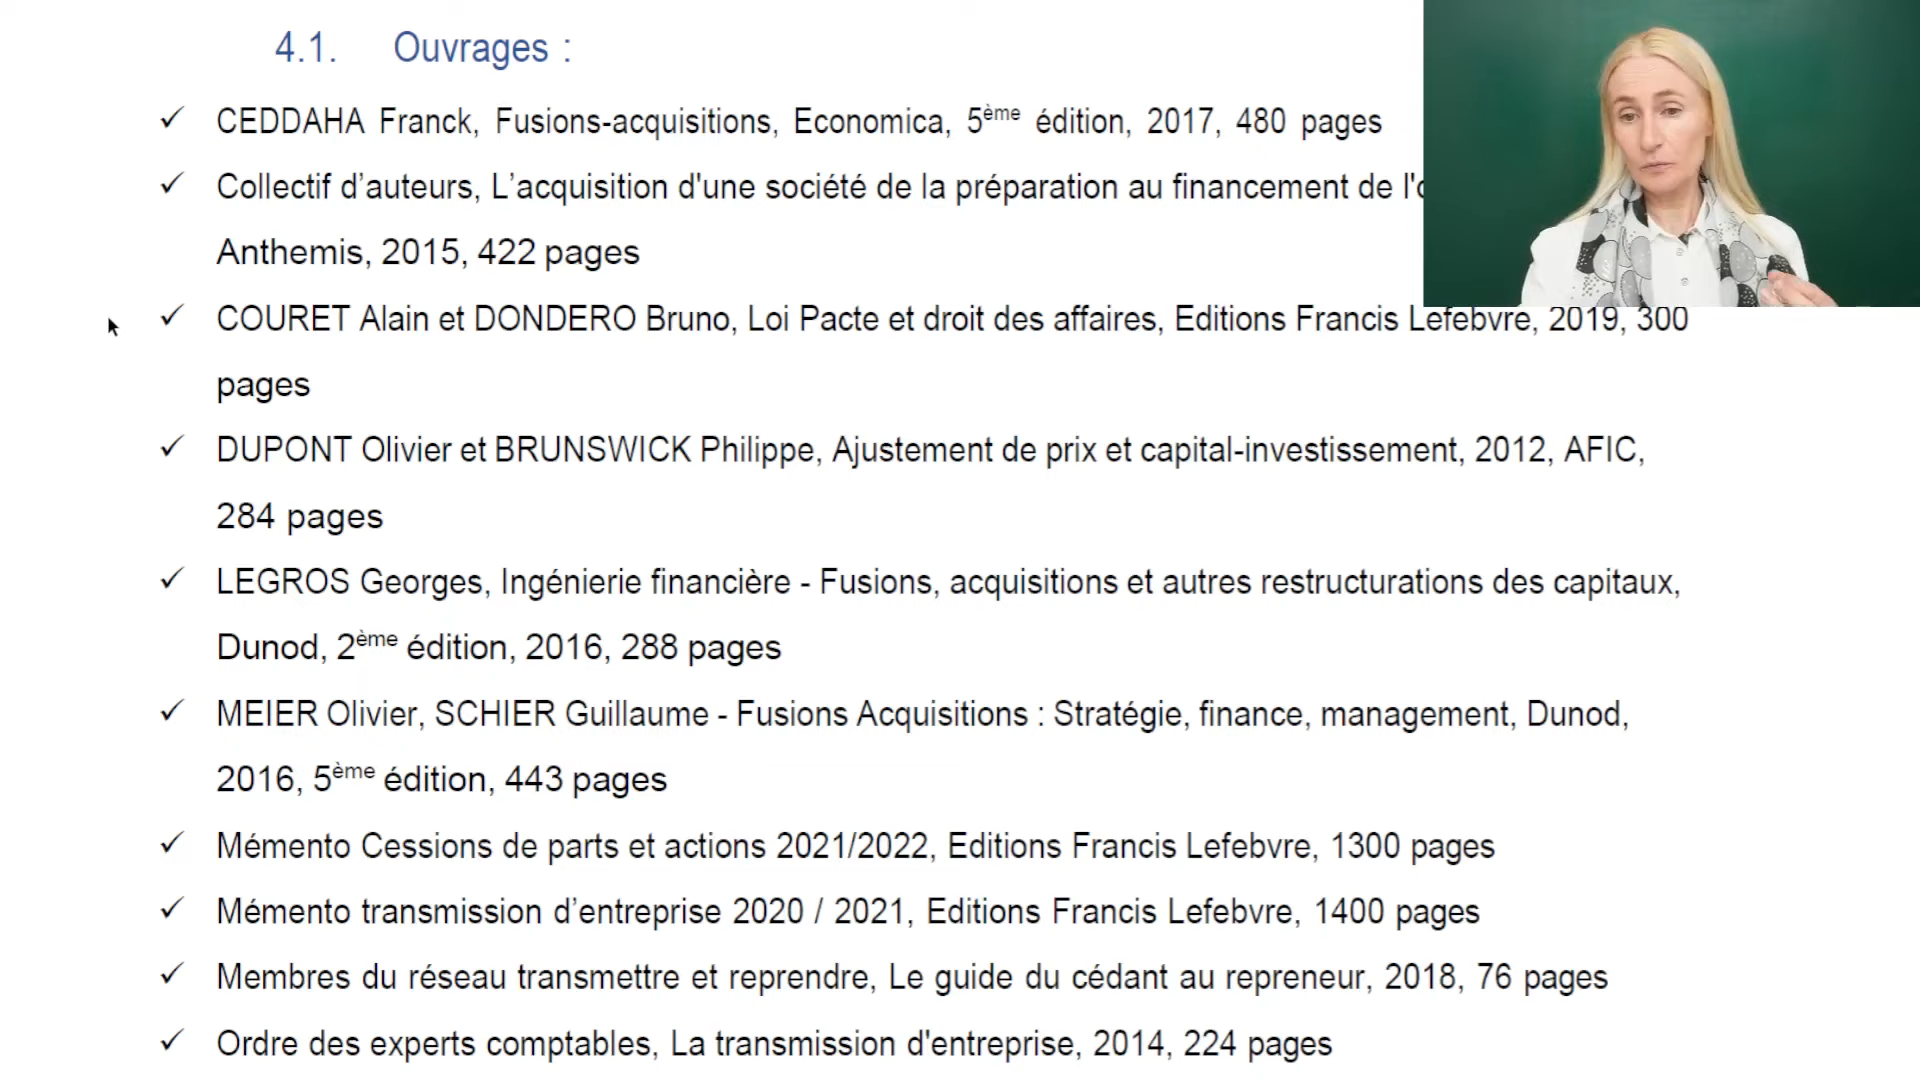 4.1. Ouvrages :
CEDDAHA Franck, Fusions-acquisitions, Economica, 5ème édition, 2017, 480 pages
Collectif d’auteurs, L’acquisition d'une société de la préparation au financement de
Anthemis, 2015, 422 pages
COURET Alain et DONDERO Bruno, Loi Pacte et droit des affaires, Editions Francis Lefebvre, 2019, 300
pages
DUPONT Olivier et BRUNSWICK Philippe, Ajustement de prix et capital-investissement, 2012, AFIC,
284 pages
LEGROS Georges, Ingénierie financière - Fusions, acquisitions et autres restructurations des capitaux,
Dunod, 2ème édition, 2016, 288 pages
MEIER Olivier, SCHIER Guillaume - Fusions Acquisitions : Stratégie, finance, management, Dunod,
2016, 5ème édition, 443 pages
Mémento Cessions de parts et actions 2021/2022, Editions Francis Lefebvre, 1300 pages
Mémento transmission d’entreprise 2020 / 2021, Editions Francis Lefebvre, 1400 pages
Membres du réseau transmettre et reprendre, Le guide du cédant au repreneur, 2018, 76 pages
Ordre des experts comptables, La transmission d'entreprise, 2014, 224 pages